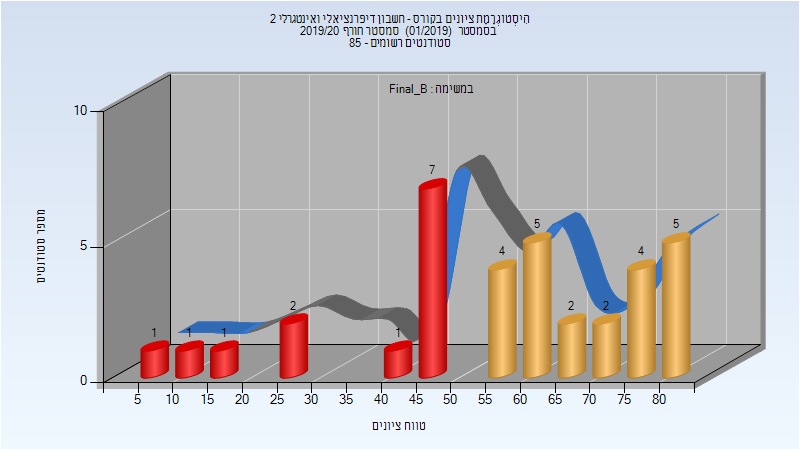 היסטוגרמת ציונים בקורס - חשבון דיפרנציאלי ואינטגרלי 2
בסמסטר (01/2019) סמסטר חורף 2019/20
סטודנטים רשומים - 85
במשימה : Final_B
10
5
0
מספר סטודנטים
1
1
1
2
1
7
4
5
2
2
4
5
5 10 15 20 25 30 35 40 45 50 55 60 65 70 75 80
טווח ציונים